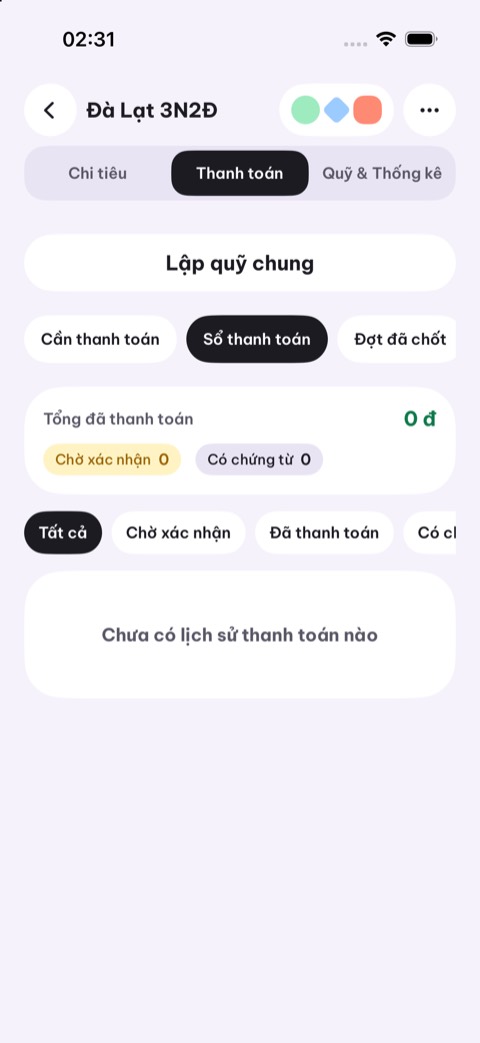 02:31
Đà Lạt 3N2Đ
Chi tiêu Thanh toán Quỹ & Thống kê
Lập quỹ chung
Cần thanh toán Sổ thanh toán Đợt đã chốt
Tổng đã thanh toán 0 đ
Chờ xác nhận 0 Có chứng từ 0
Tất cả Chờ xác nhận Đã thanh toán Có
Chưa có lịch sử thanh toán nào